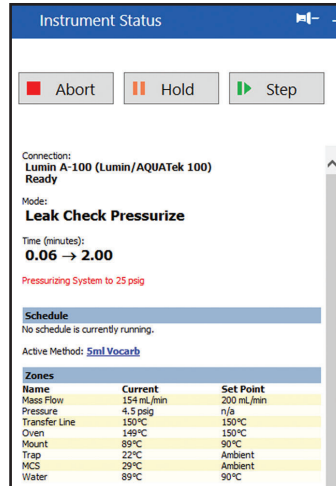 Instrument Status
Abort Hold Step
Connection:
Lumin A-100 (Lumin/AQUATek 100)
Ready
Mode:
Leak Check Pressurize
Time (minutes):
0.06 → 2.00
Pressurizing System to 25 psig
Schedule
No schedule is currently running.
Active Method: 5ml Vocarb
Zones
Name Current Set Point
Mass Flow 154 mL/min 200 mL/min
Pressure 4.5 psig n/a
Transfer Line 150°C 150°C
Oven 149°C 150°C
Mount 89°C 90°C
Trap 22°C Ambient
MCS 29°C Ambient
Water 89°C 90°C